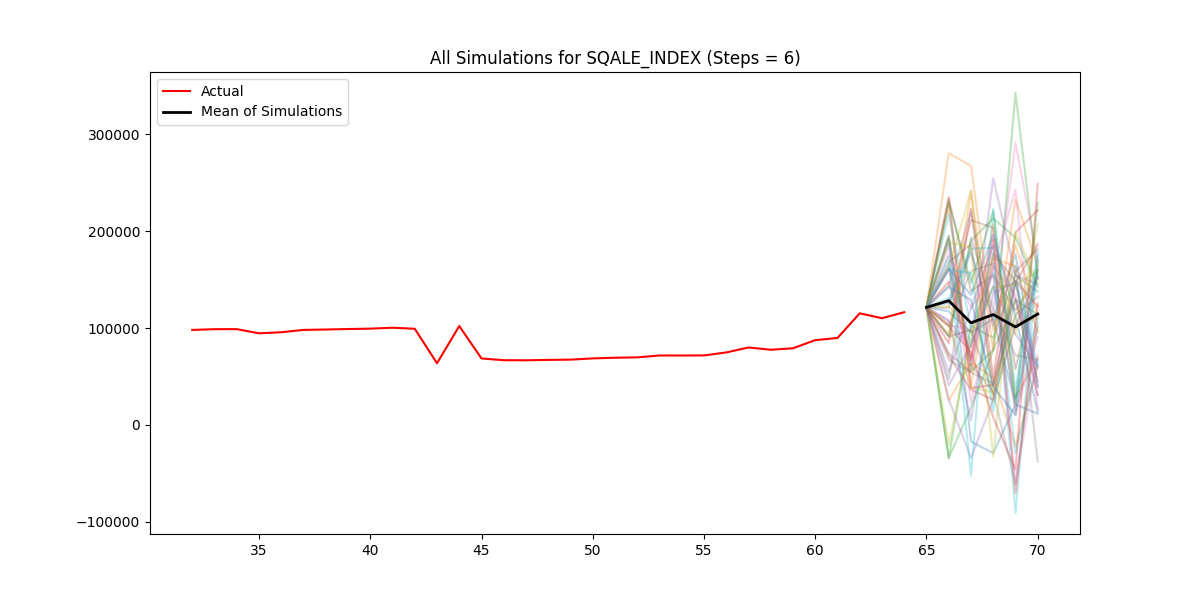 All Simulations for SQALE_INDEX (Steps = 6)
Actual
Mean of Simulations
300000
200000
100000
0
−100000
35 40 45 50 55 60 65 70